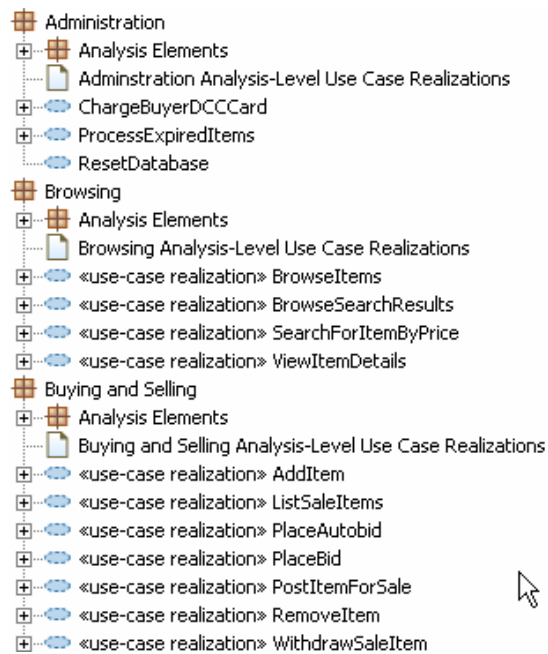 Administration
Analysis Elements
Adminstration Analysis-Level Use Case Realizations
ChargeBuyerDCCCard
ProcessExpiredItems
ResetDatabase
Browsing
Analysis Elements
Browsing Analysis-Level Use Case Realizations
«use-case realization» BrowseItems
«use-case realization» BrowseSearchResults
«use-case realization» SearchForItemByPrice
«use-case realization» ViewItemDetails
Buying and Selling
Analysis Elements
Buying and Selling Analysis-Level Use Case Realizations
«use-case realization» AddItem
«use-case realization» ListSaleItems
«use-case realization» PlaceAutobid
«use-case realization» PlaceBid
«use-case realization» PostItemForSale
«use-case realization» RemoveItem
«use-case realization» WithdrawSaleItem